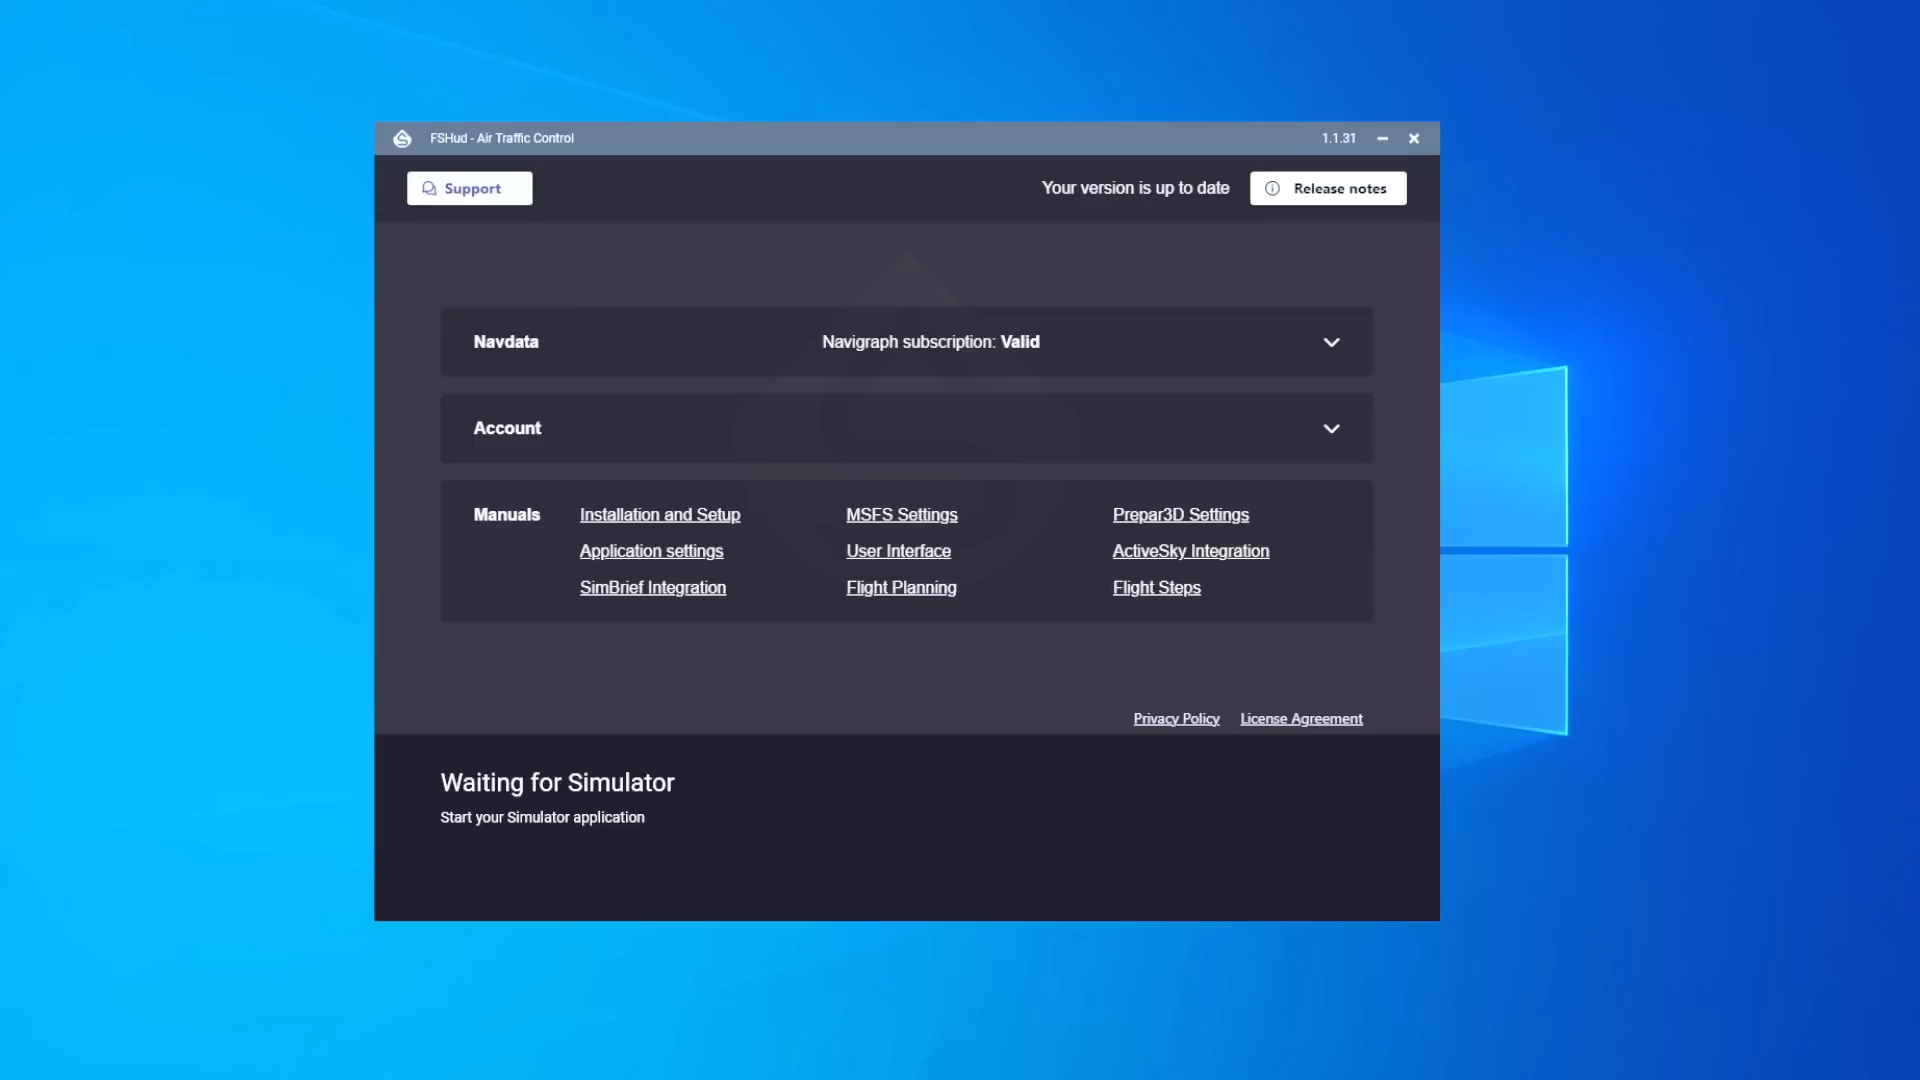 FSHud - Air Traffic Control 1.1.31
Support Your version is up to date Release notes
Navdata Navigraph subscription: Valid
Account
Manuals Installation and Setup MSFS Settings Prepar3D Settings
Application settings User Interface ActiveSky Integration
SimBrief Integration Flight Planning Flight Steps
Privacy Policy License Agreement
Waiting for Simulator
Start your Simulator application